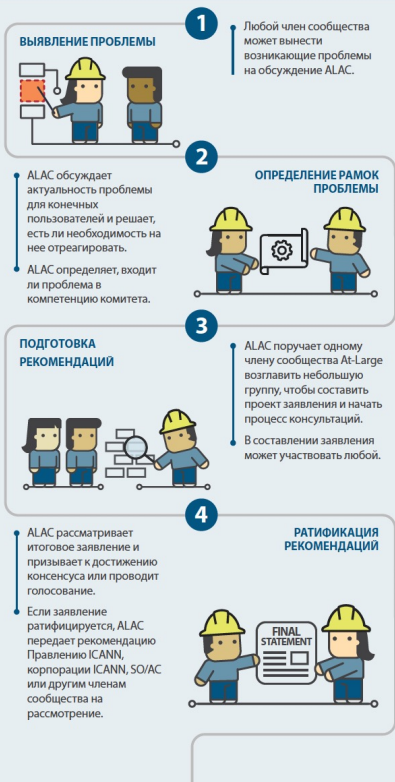 1
ВЫЯВЛЕНИЕ ПРОБЛЕМЫ
Любой член сообщества
может вынести
возникающие проблемы
на обсуждение ALAC.
2
ALAC обсуждает
актуальность проблемы
для конечных
пользователей и решает,
есть ли необходимость на
нее отреагировать.
ALAC определяет, входит
ли проблема в
компетенцию комитета.
ОПРЕДЕЛЕНИЕ РАМОК
ПРОБЛЕМЫ
3
ПОДГОТОВКА
РЕКОМЕНДАЦИЙ
ALAC поручает одному
члену сообщества At-Large
возглавить небольшую
группу, чтобы составить
проект заявления и начать
процесс консультаций.
В составлении заявления
может участвовать любой.
4
ALAC рассматривает
итоговое заявление и
призывает к достижению
консенсуса или проводит
голосование.
Если заявление
ратифицируется, ALAC
передает рекомендацию
Правлению ICANN,
корпорации ICANN, SO/AC
или другим членам
сообщества на
рассмотрение.
РАТИФИКАЦИЯ
РЕКОМЕНДАЦИЙ
FINAL
STATEMENT